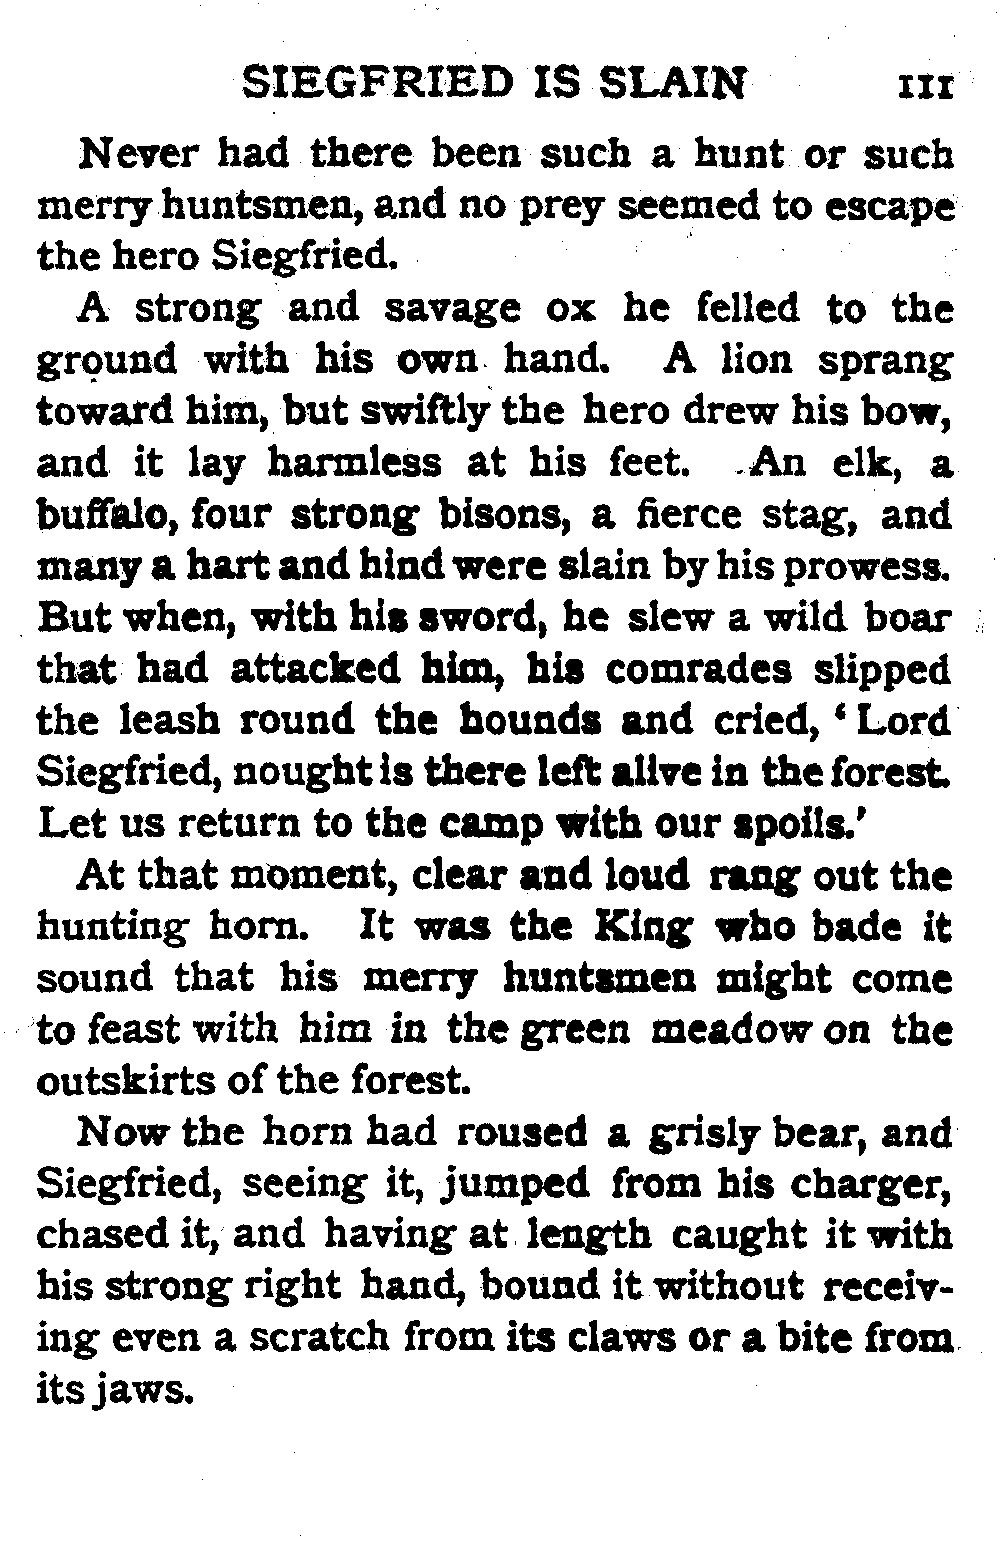 SIEGFRIED IS SLAIN 111
Never had there been such a hunt or such
merry huntsmen, and no prey seemed to escape
the hero Siegfried.
A strong and savage ox he felled to the
ground with his own hand. A lion sprang
toward him, but swiftly the hero drew his bow,
and it lay harmless at his feet. An elk, a
buffalo, four strong bisons, a fierce stag, and
many a hart and hind were slain by his prowess.
But when, with his sword, he slew a wild boar
that had attacked him, his comrades slipped
the leash round the hounds and cried, ‘Lord
Siegfried, nought is there left alive in the forest.
Let us return to the camp with our spoils.’
At that moment, clear and loud rang out the
hunting horn. It was the King who bade it
sound that his merry huntsmen might come
to feast with him in the green meadow on the
outskirts of the forest.
Now the horn had roused a grisly bear, and
Siegfried, seeing it, jumped from his charger,
chased it, and having at length caught it with
his strong right hand, bound it without receiv-
ing even a scratch from its claws or a bite from
its jaws.